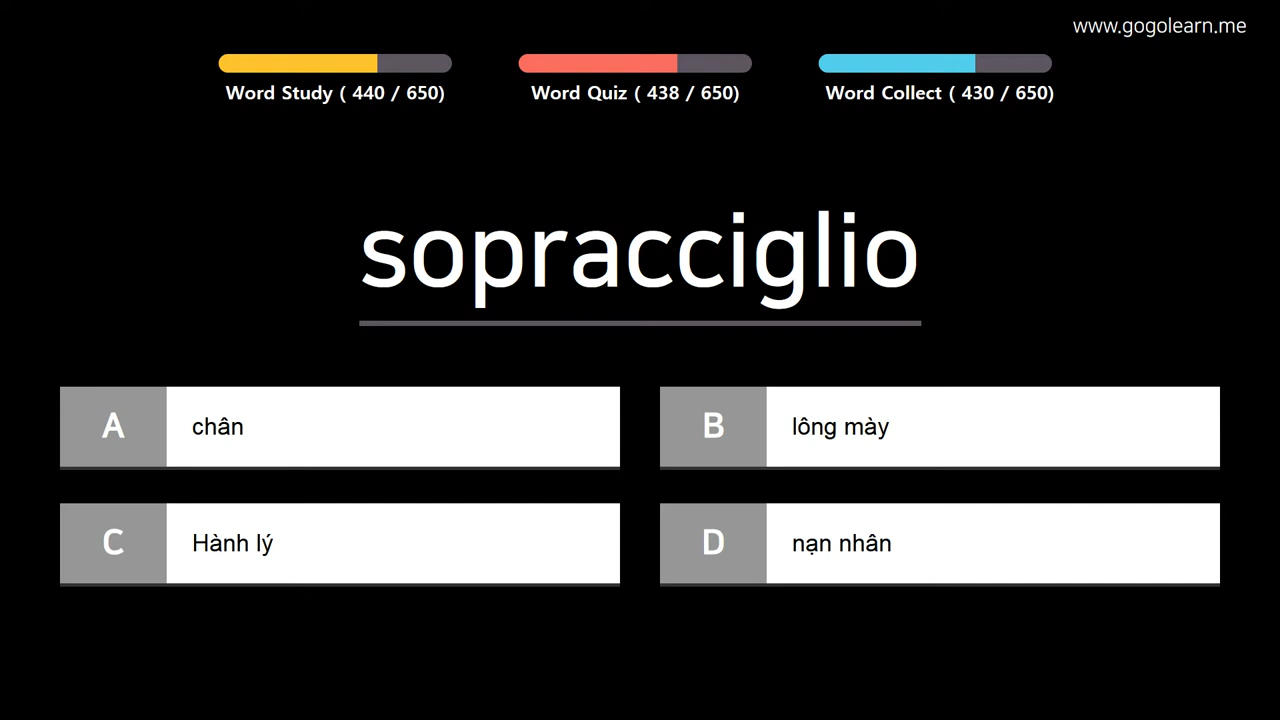 www.gogolearn.me
Word Study ( 440 / 650)
Word Quiz ( 438 / 650)
Word Collect ( 430 / 650)
sopracciglio
A chân
B lông mày
C Hành lý
D nạn nhân